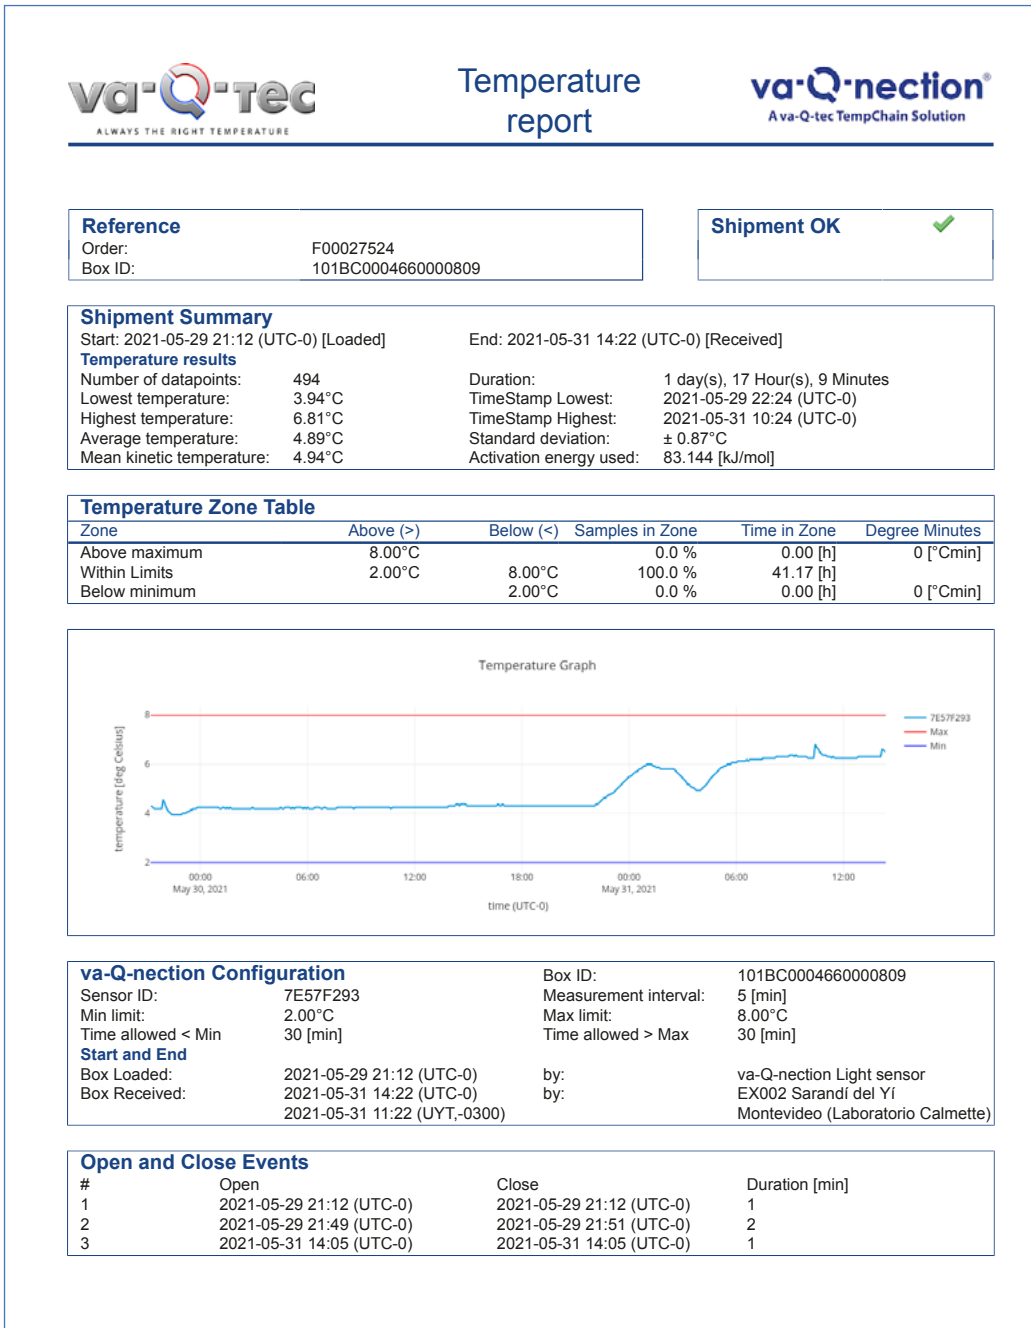 va-Q-tec
ALWAYS THE RIGHT TEMPERATURE
Temperature
report
va-Q-nection®
A va-Q-tec TempChain Solution
Reference
Order: F00027524
Box ID: 101BC0004660000809
Shipment OK
Shipment Summary
Start: 2021-05-29 21:12 (UTC-0) [Loaded] End: 2021-05-31 14:22 (UTC-0) [Received]
Temperature results
Number of datapoints: 494 Duration: 1 day(s), 17 Hour(s), 9 Minutes
Lowest temperature: 3.94°C TimeStamp Lowest: 2021-05-29 22:24 (UTC-0)
Highest temperature: 6.81°C TimeStamp Highest: 2021-05-31 10:24 (UTC-0)
Average temperature: 4.89°C Standard deviation: ± 0.87°C
Mean kinetic temperature: 4.94°C Activation energy used: 83.144 [kJ/mol]
Temperature Zone Table
Zone Above (>) Below (<) Samples in Zone Time in Zone Degree Minutes
Above maximum 8.00°C 0.0 % 0.00 [h] 0 [°Cmin]
Within Limits 2.00°C 8.00°C 100.0 % 41.17 [h]
Below minimum 2.00°C 0.0 % 0.00 [h] 0 [°Cmin]
Temperature Graph
temperature [deg Celsius]
8
6
4
2
7E57F293
Max
Min
00:00 06:00 12:00 18:00 00:00 06:00 12:00
May 30, 2021 May 31, 2021
time (UTC-0)
va-Q-nection Configuration Box ID: 101BC0004660000809
Sensor ID: 7E57F293 Measurement interval: 5 [min]
Min limit: 2.00°C Max limit: 8.00°C
Time allowed < Min 30 [min] Time allowed > Max 30 [min]
Start and End
Box Loaded: 2021-05-29 21:12 (UTC-0) by: va-Q-nection Light sensor
Box Received: 2021-05-31 14:22 (UTC-0) by: EX002 Sarandí del Yí
2021-05-31 11:22 (UYT,-0300) Montevideo (Laboratorio Calmette)
Open and Close Events
# Open Close Duration [min]
1 2021-05-29 21:12 (UTC-0) 2021-05-29 21:12 (UTC-0) 1
2 2021-05-29 21:49 (UTC-0) 2021-05-29 21:51 (UTC-0) 2
3 2021-05-31 14:05 (UTC-0) 2021-05-31 14:05 (UTC-0) 1